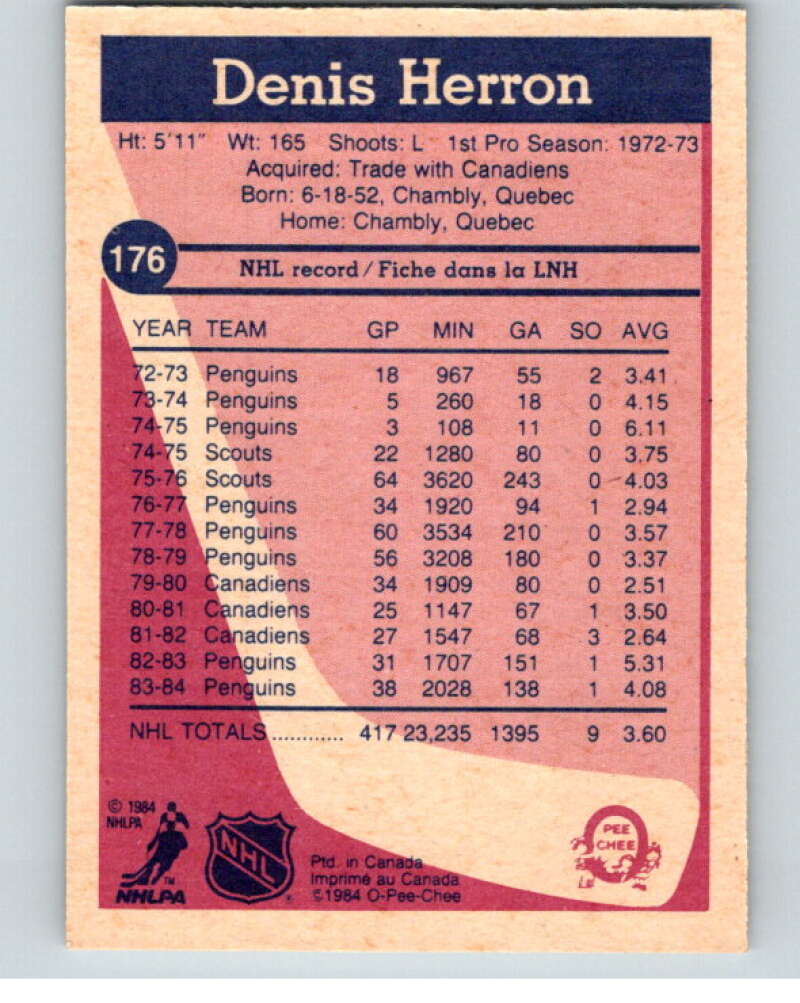 Denis Herron
Ht: 5'11" Wt: 165 Shoots: L 1st Pro Season: 1972-73
Acquired: Trade with Canadiens
Born: 6-18-52, Chambly, Quebec
Home: Chambly, Quebec
176
NHL record/Fiche dans la LNH
YEAR TEAM GP MIN GA SO AVG
72-73 Penguins 18 967 55 2 3.41
73-74 Penguins 5 260 18 0 4.15
74-75 Penguins 3 108 11 0 6.11
74-75 Scouts 22 1280 80 0 3.75
75-76 Scouts 64 3620 243 0 4.03
76-77 Penguins 34 1920 94 1 2.94
77-78 Penguins 60 3534 210 0 3.57
78-79 Penguins 56 3208 180 0 3.37
79-80 Canadiens 34 1909 80 0 2.51
80-81 Canadiens 25 1147 67 1 3.50
81-82 Canadiens 27 1547 68 3 2.64
82-83 Penguins 31 1707 151 1 5.31
83-84 Penguins 38 2028 138 1 4.08
NHL TOTALS............ 417 23,235 1395 9 3.60
© 1984
NHLPA
NHL
TM
NHLPA
Ptd. in Canada
Imprimé au Canada
©1984 O-Pee-Chee
PEE
CHEE